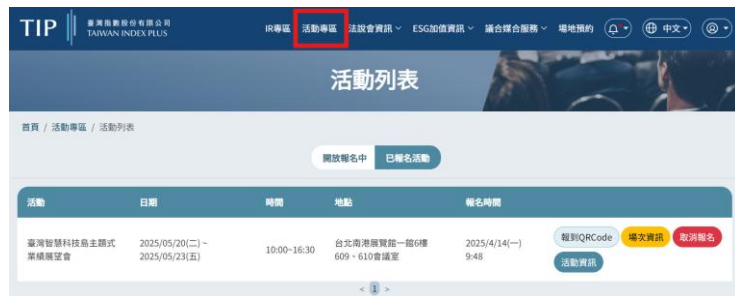 TIP 臺灣指數股份有限公司
TAIWAN INDEX PLUS
IR專區 活動專區 法說會資訊 ESG加值資訊 議合媒合服務 場地預約 中文
活動列表
首頁 / 活動專區 / 活動列表
開放報名中 已報名活動
活動 日期 時間 地點 報名時間
臺灣智慧科技島主題式業績展望會
2025/05/20(二) ~ 2025/05/23(五)
10:00~16:30
台北南港展覽館一館6樓 609、610會議室
2025/4/14(一) 9:48
報到QRCode 場次資訊 取消報名
活動資訊
< 1 >